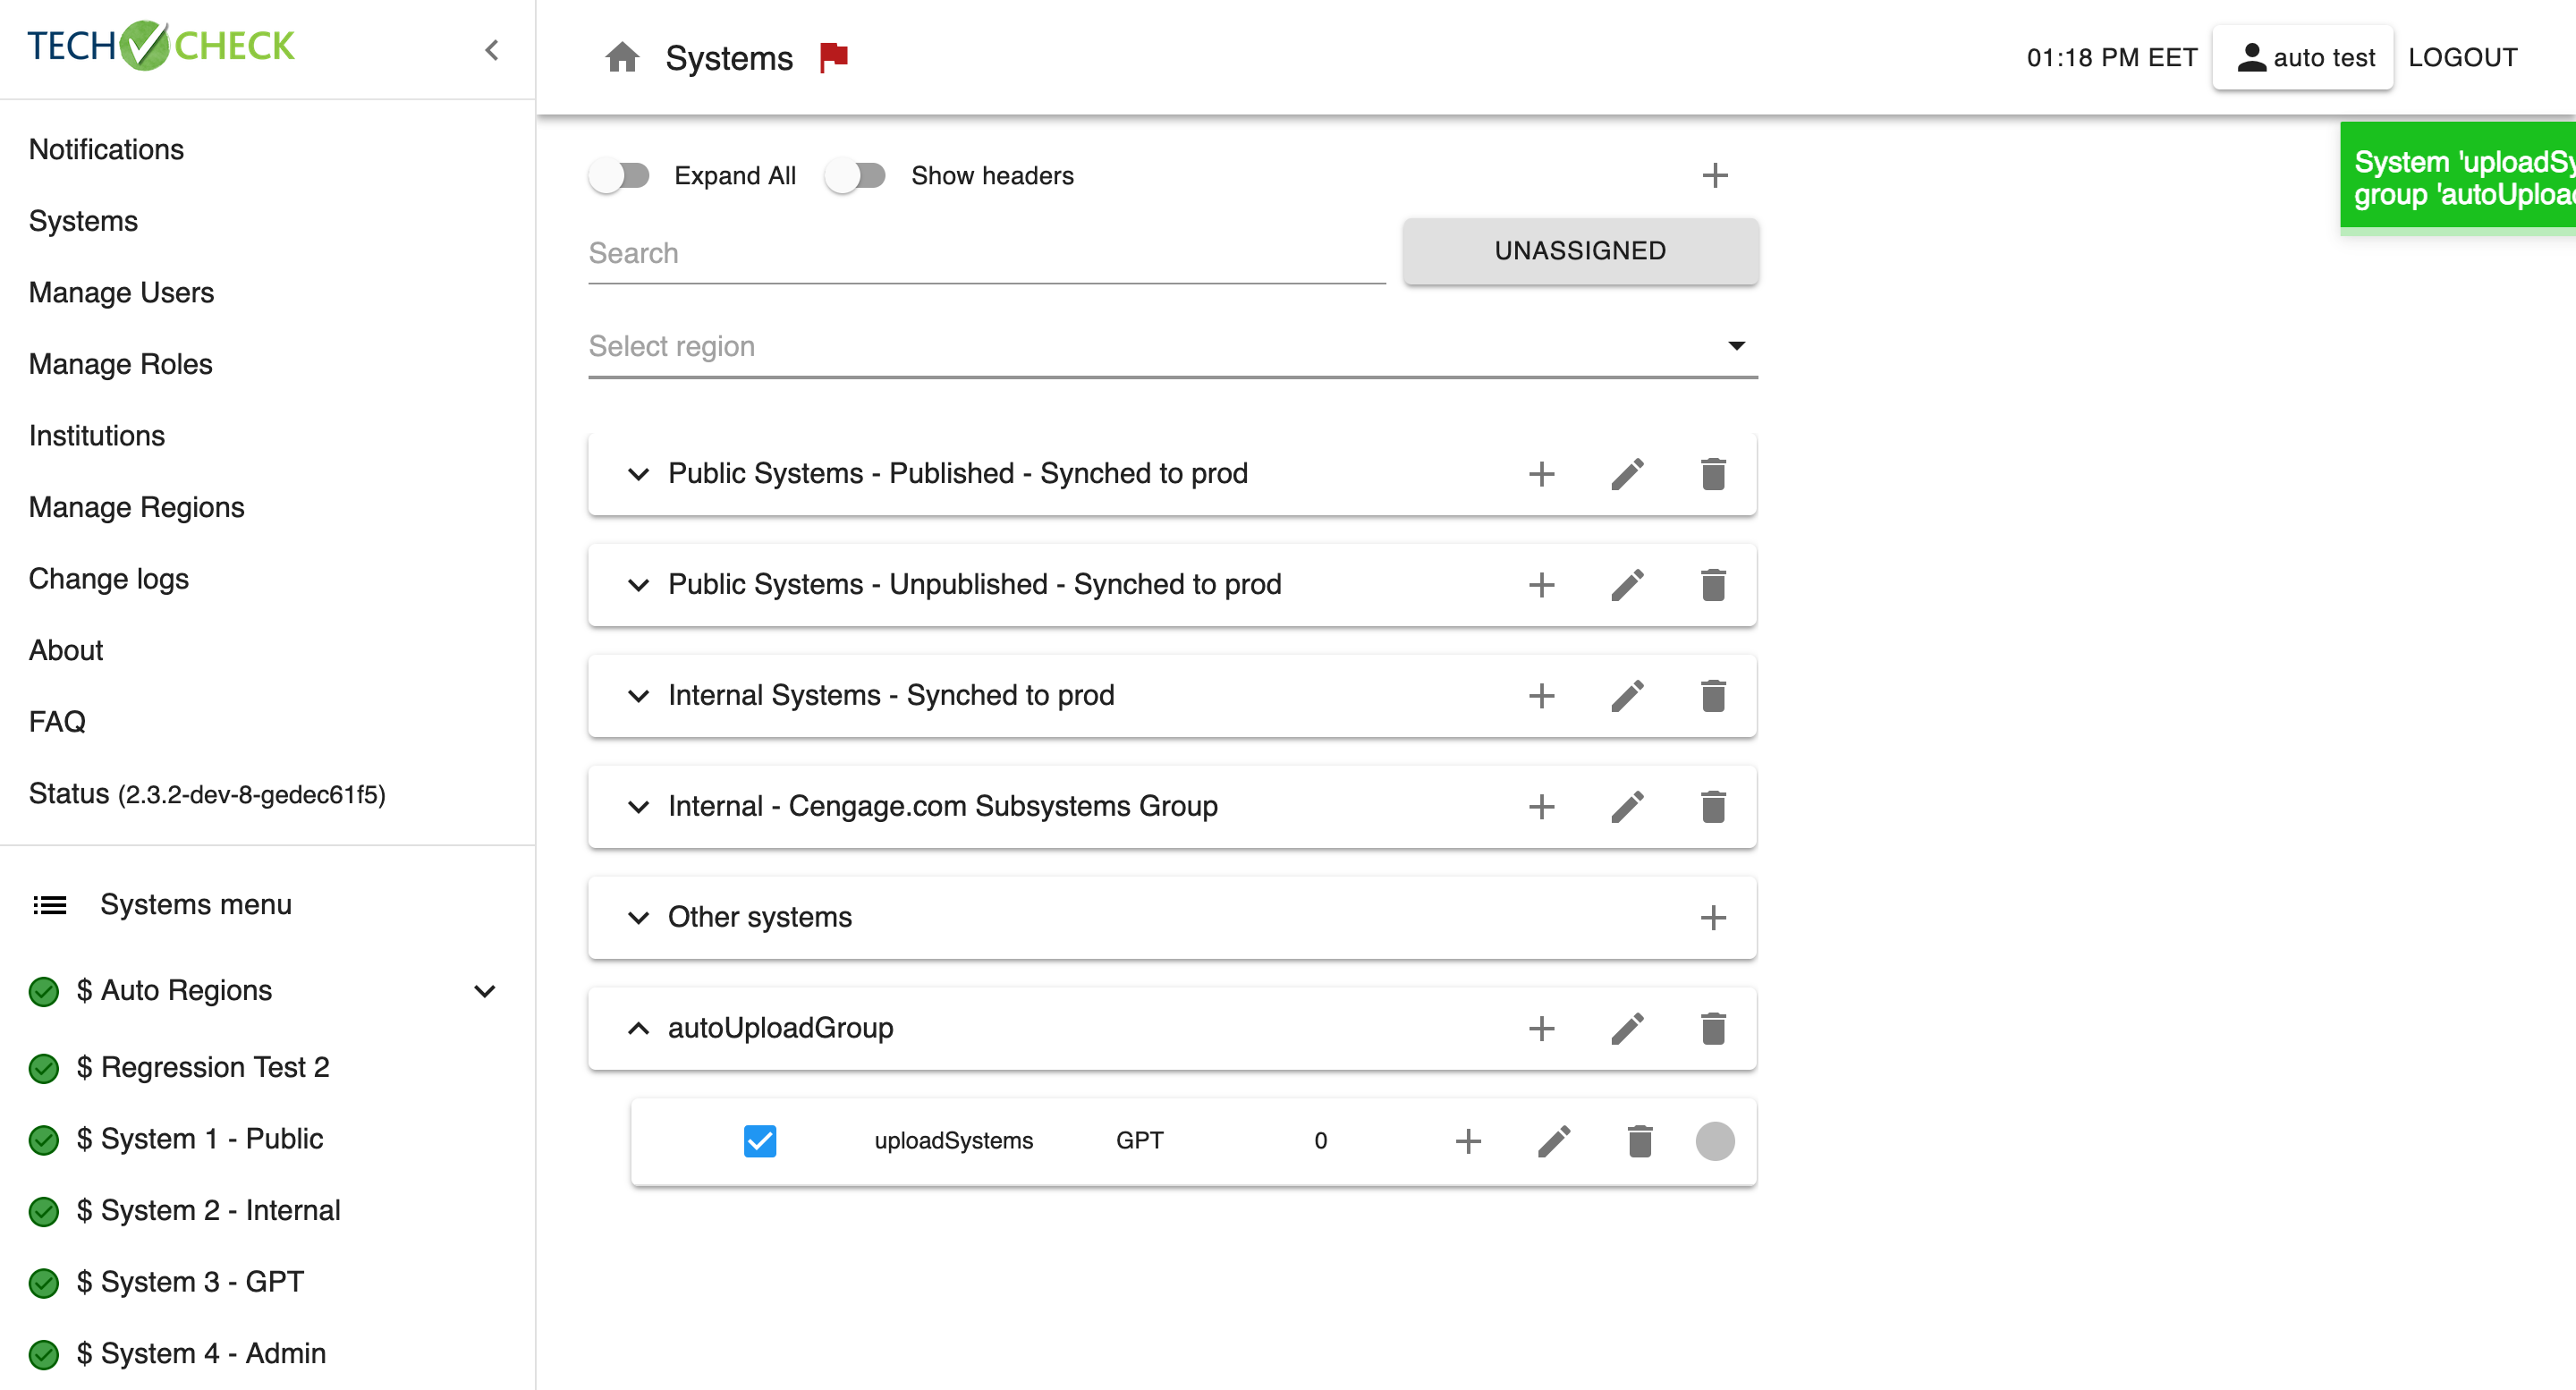 TECH CHECK
Notifications
Systems
Manage Users
Manage Roles
Institutions
Manage Regions
Change logs
About
FAQ
Status (2.3.2-dev-8-gedec61f5)
Systems menu
$ Auto Regions
$ Regression Test 2
$ System 1 - Public
$ System 2 - Internal
$ System 3 - GPT
$ System 4 - Admin
Systems
01:18 PM EET
auto test
LOGOUT
System 'uploadSy
group 'autoUploa
Expand All
Show headers
Search
UNASSIGNED
Select region
Public Systems - Published - Synched to prod
Public Systems - Unpublished - Synched to prod
Internal Systems - Synched to prod
Internal - Cengage.com Subsystems Group
Other systems
autoUploadGroup
uploadSystems GPT 0